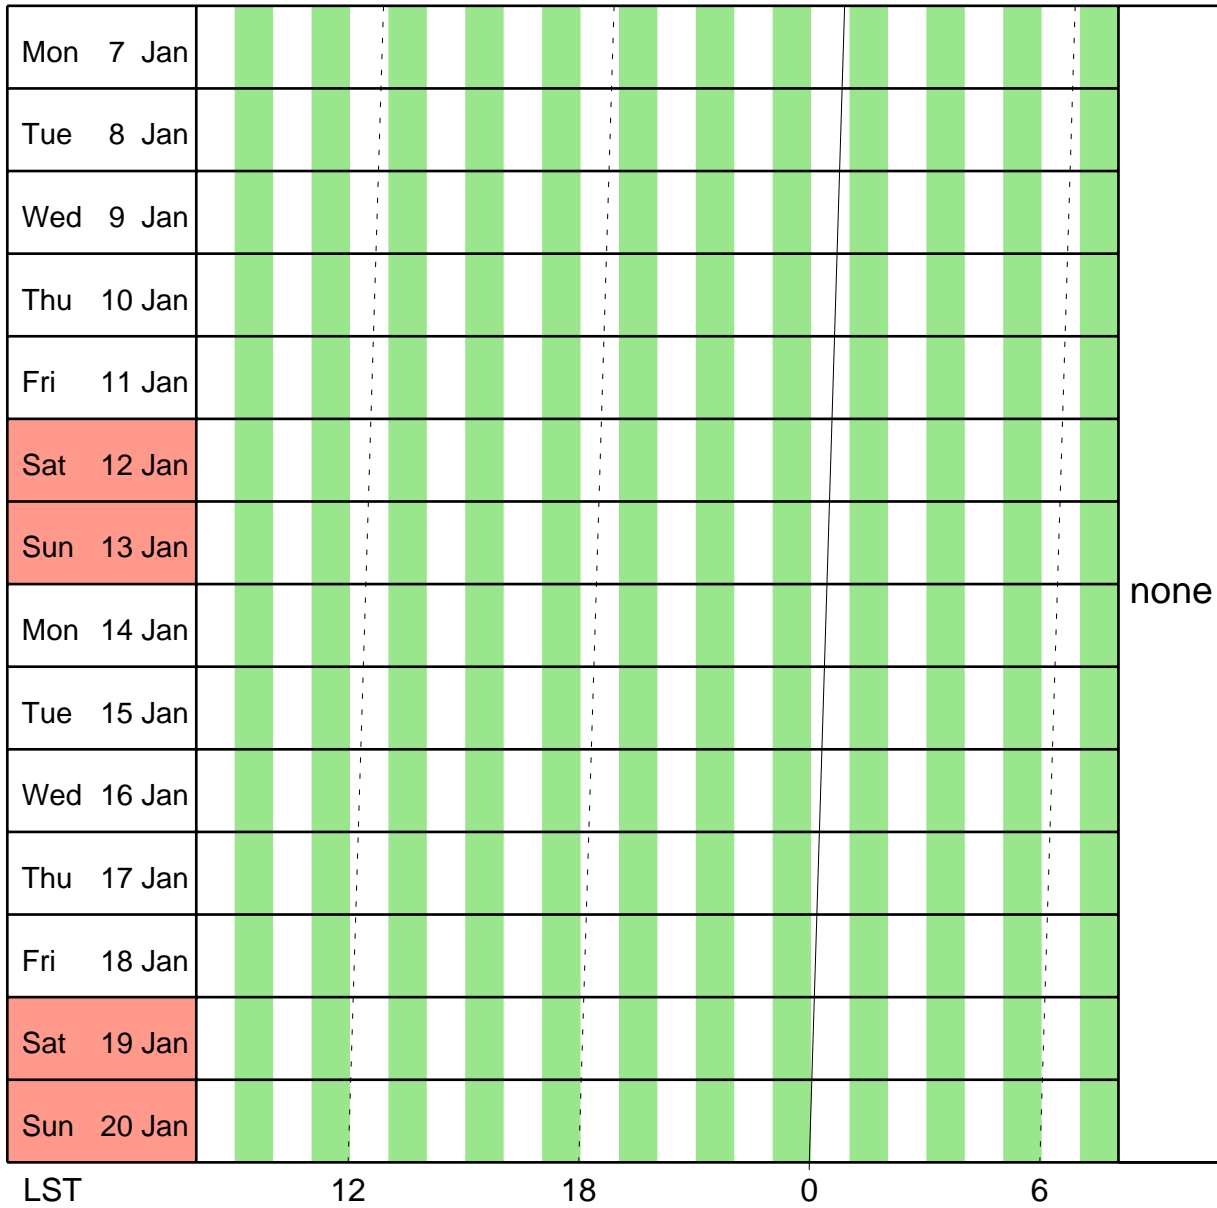 Mon 7 Jan
Tue 8 Jan
Wed 9 Jan
Thu 10 Jan
Fri 11 Jan
Sat 12 Jan
Sun 13 Jan
none
Mon 14 Jan
Tue 15 Jan
Wed 16 Jan
Thu 17 Jan
Fri 18 Jan
Sat 19 Jan
Sun 20 Jan
LST 12 18 0 6